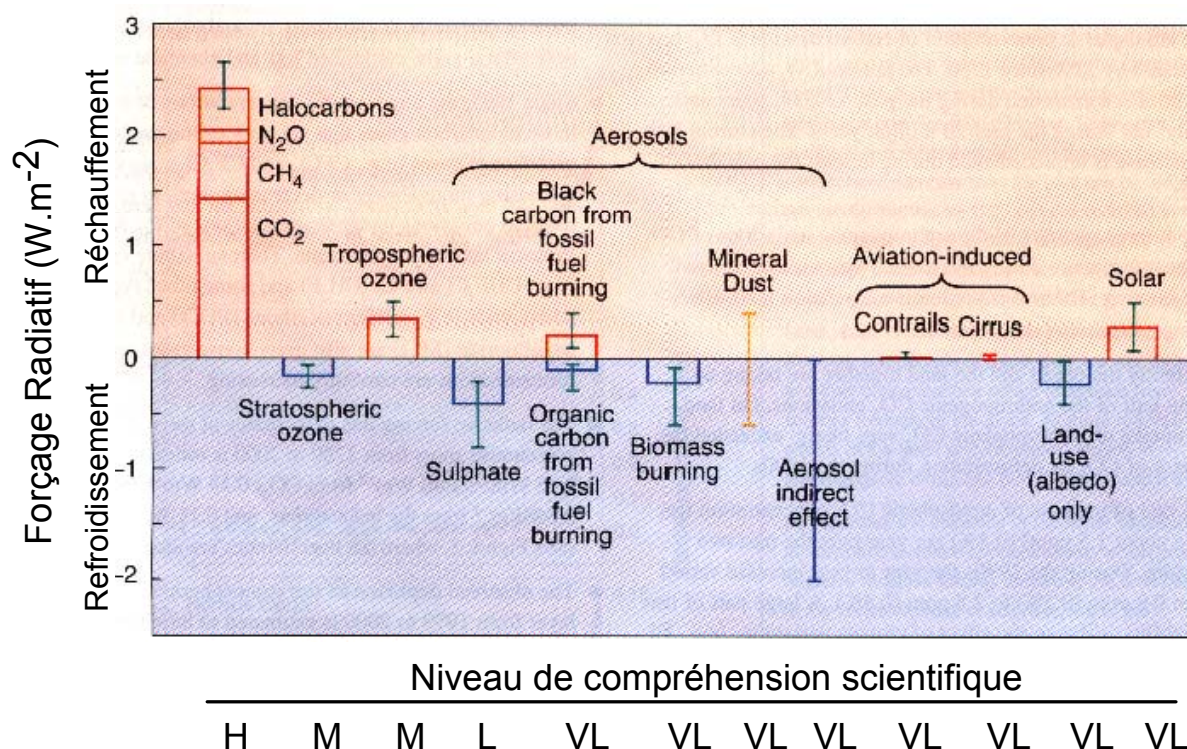 Forçage Radiatif (W.m-2)
Refroidissement
Réchauffement
3
2
1
0
-1
-2
Halocarbons
N2O
CH4
CO2
Stratospheric
ozone
Tropospheric
ozone
Aerosols
Sulphate
Black
carbon from
fossil
fuel
burning
Organic
carbon
from
fossil
fuel
burning
Biomass
burning
Mineral
Dust
Aerosol
indirect
effect
Aviation-induced
Contrails Cirrus
Land-
use
(albedo)
only
Solar
Niveau de compréhension scientifique
H M M L VL VL VL VL VL VL VL VL